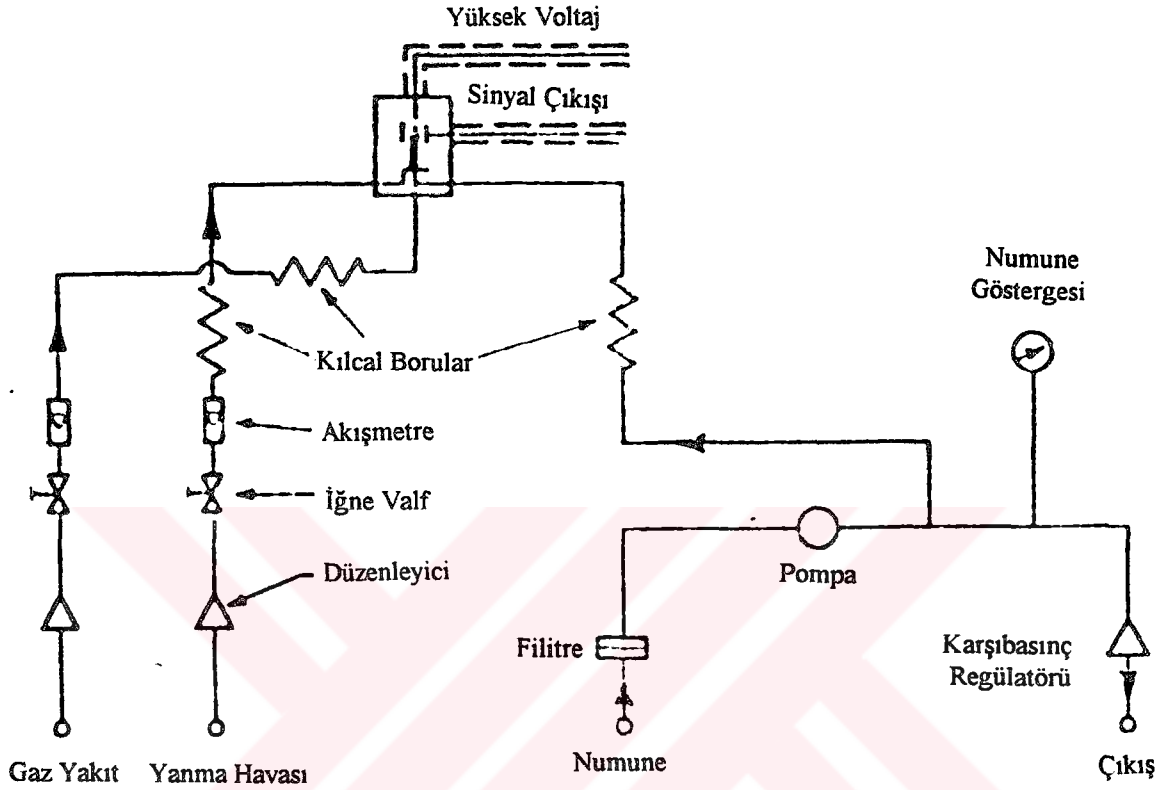 Yüksek Voltaj
Sinyal Çıkışı
Numune
Göstergesi
Kılcal Borular
Akışmetre
İğne Valf
Düzenleyici
Pompa
Filitre
Karşıbasınç
Regülatörü
Gaz Yakıt
Yanma Havası
Numune
Çıkış